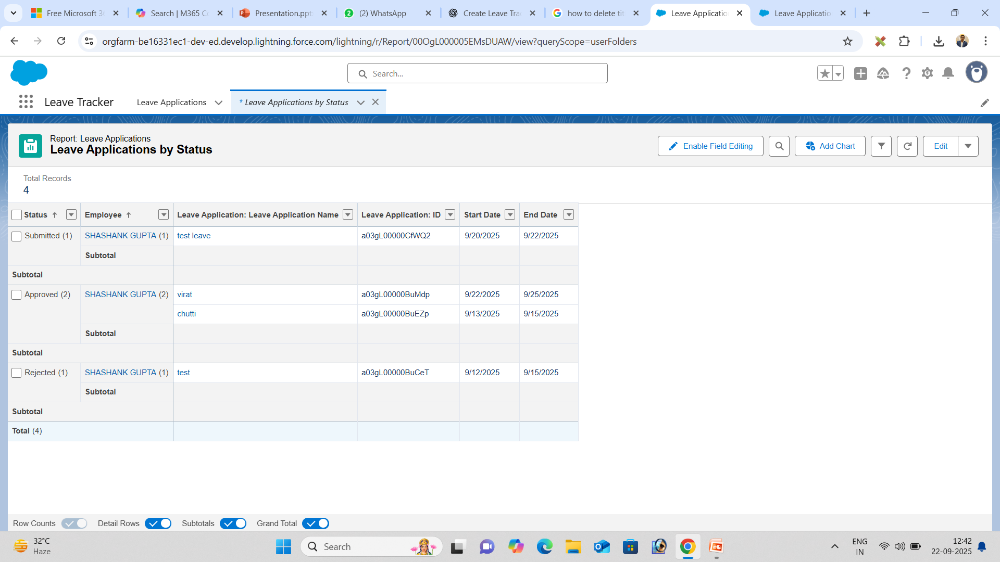 Free Microsoft 36
Search | M365 Co
Presentation.ppt
(2) WhatsApp
Create Leave Tra
how to delete tit
Leave Applicatio
Leave Applicatio
orgfarm-be16331ec1-dev-ed.develop.lightning.force.com/lightning/r/Report/00OgL000005EMsDUAW/view?queryScope=userFolders
Search...
Leave Tracker
Leave Applications
* Leave Applications by Status
Report: Leave Applications
Leave Applications by Status
Enable Field Editing
Add Chart
Edit
Total Records
4
Status ↑ Employee ↑ Leave Application: Leave Application Name Leave Application: ID Start Date End Date
Submitted (1) SHASHANK GUPTA (1) test leave a03gL00000CfWQ2 9/20/2025 9/22/2025
Subtotal
Subtotal
Approved (2) SHASHANK GUPTA (2) virat a03gL00000BuMdp 9/22/2025 9/25/2025
chutti a03gL00000BuEZp 9/13/2025 9/15/2025
Subtotal
Subtotal
Rejected (1) SHASHANK GUPTA (1) test a03gL00000BuCeT 9/12/2025 9/15/2025
Subtotal
Subtotal
Total (4)
Row Counts Detail Rows Subtotals Grand Total
32°C
Haze
Search
ENG
IN
12:42
22-09-2025